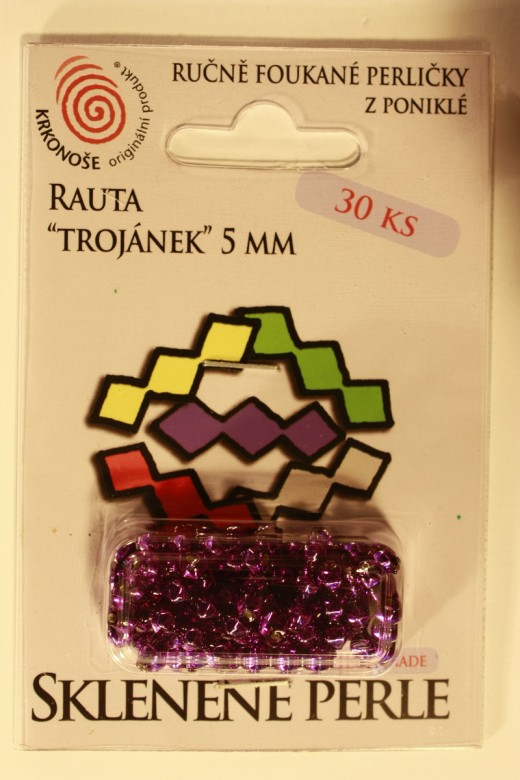 RUČNĚ FOUKANÉ PERLIČKY
Z PONIKLÉ
KRKONOŠE originální produkt ®
RAUTA
“TROJÁNEK” 5 MM
30 KS
SKLENĚNÉ PERLE